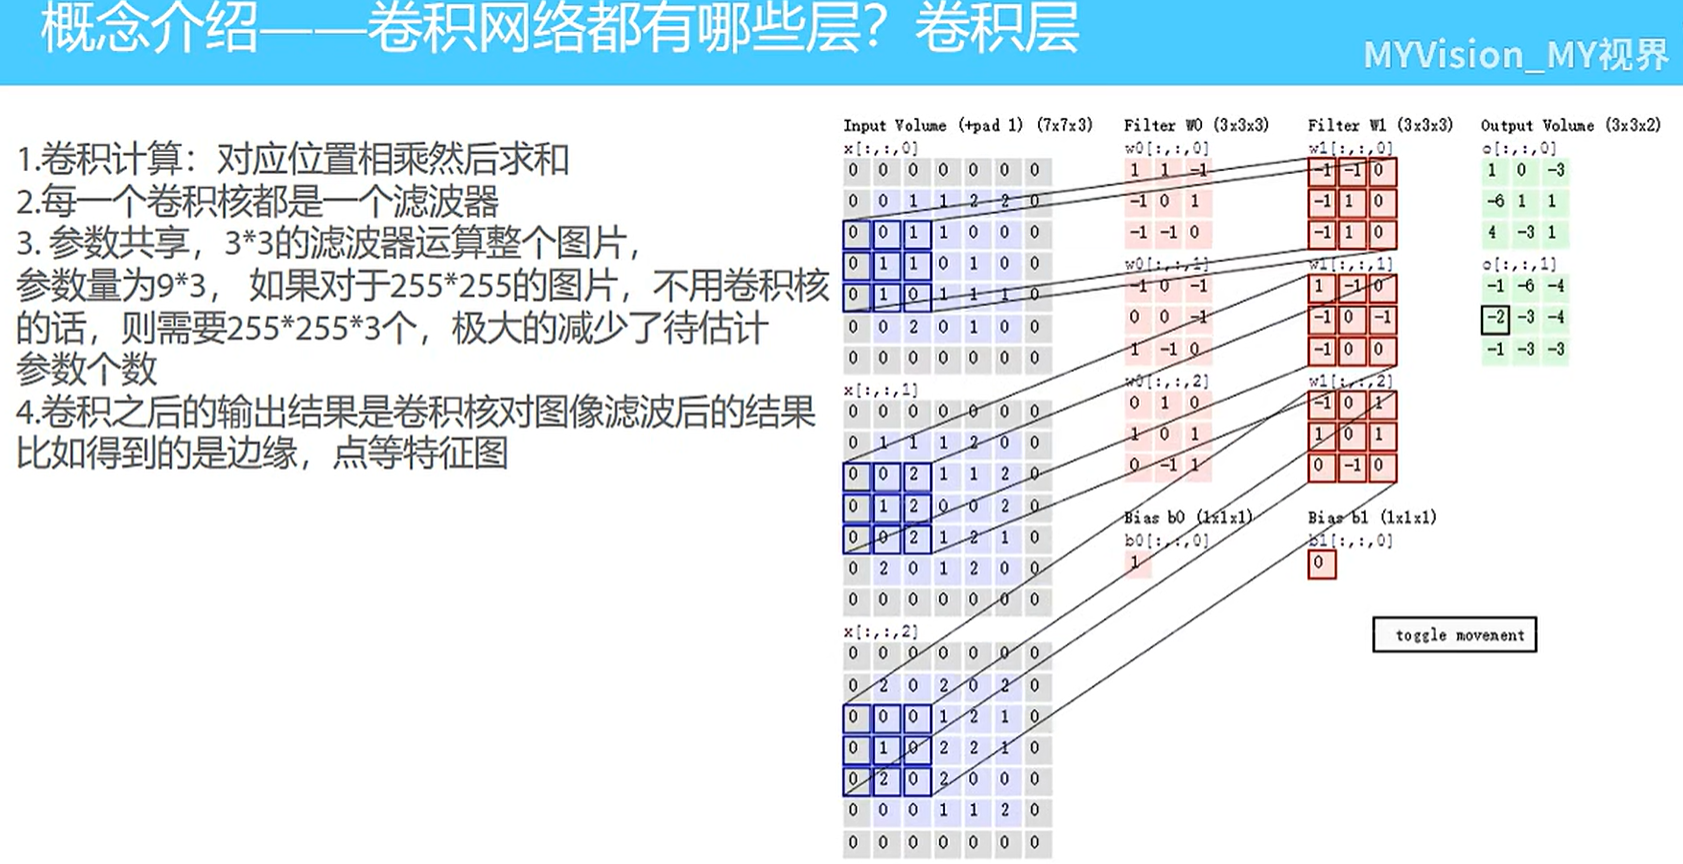 概念介绍——卷积网络都有哪些层？卷积层
MYVision_MY视界
1.卷积计算：对应位置相乘然后求和
2.每一个卷积核都是一个滤波器
3. 参数共享，3*3的滤波器运算整个图片，
参数量为9*3， 如果对于255*255的图片，不用卷积核
的话，则需要255*255*3个，极大的减少了待估计
参数个数
4.卷积之后的输出结果是卷积核对图像滤波后的结果
比如得到的是边缘，点等特征图
Input Volume (+pad 1) (7x7x3)
x[:,:,0]
0 0 0 0 0 0 0
0 0 1 1 2 2 0
0 0 1 1 0 0 0
0 1 1 0 1 0 0
0 1 0 1 1 1 0
0 0 2 0 1 0 0
0 0 0 0 0 0 0
x[:,:,1]
0 0 0 0 0 0 0
0 1 1 1 2 0 0
0 0 2 1 1 2 0
0 1 2 0 0 2 0
0 0 2 1 2 1 0
0 2 0 1 2 0 0
0 0 0 0 0 0 0
x[:,:,2]
0 0 0 0 0 0 0
0 2 0 2 0 2 0
0 0 0 1 2 1 0
0 1 0 2 2 1 0
0 2 0 2 0 0 0
0 0 0 1 1 2 0
0 0 0 0 0 0 0
Filter W0 (3x3x3)
w0[:,:,0]
1 1 -1
-1 0 1
-1 -1 0
w0[:,:,1]
-1 0 -1
0 0 -1
1 -1 0
w0[:,:,2]
0 1 0
1 0 1
0 -1 1
Bias b0 (1x1x1)
b0[:,:,0]
1
Filter W1 (3x3x3)
w1[:,:,0]
-1 -1 0
-1 1 0
-1 1 0
w1[:,:,1]
1 -1 0
-1 0 -1
-1 0 0
w1[:,:,2]
-1 0 1
1 0 1
0 -1 0
Bias b1 (1x1x1)
b1[:,:,0]
0
Output Volume (3x3x2)
o[:,:,0]
1 0 -3
-6 1 1
4 -3 1
o[:,:,1]
-1 -6 -4
-2 -3 -4
-1 -3 -3
toggle movement